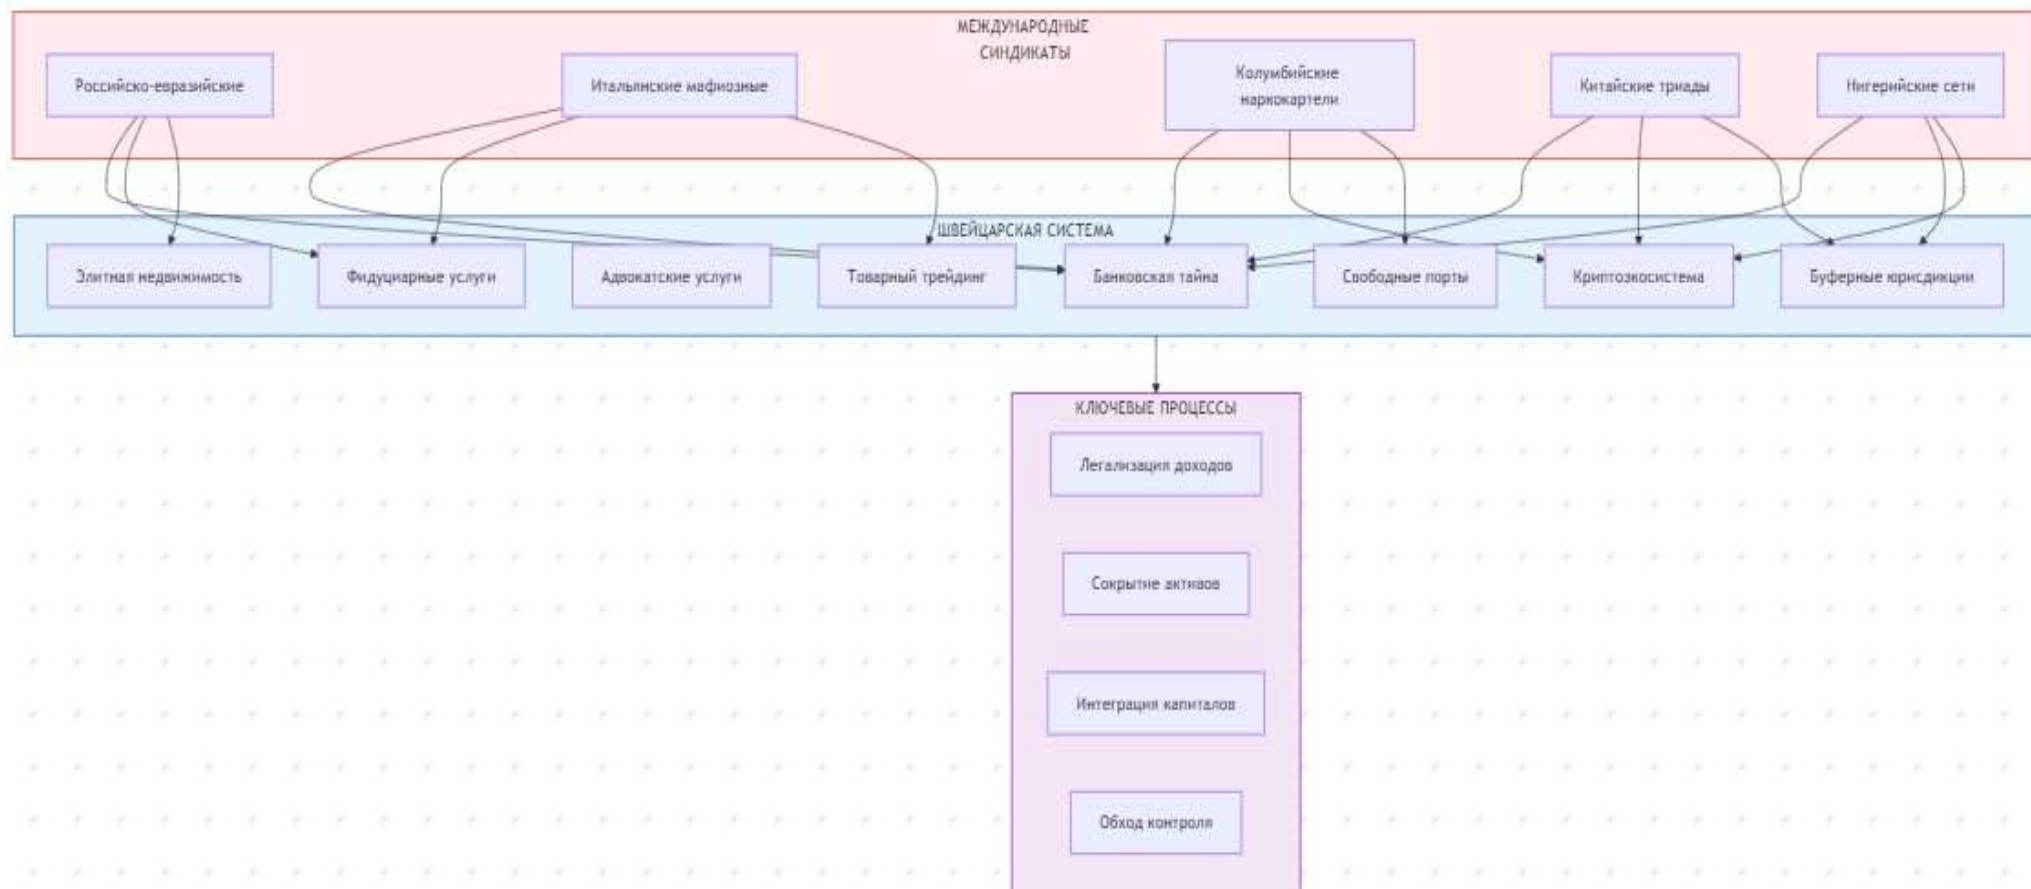 МЕЖДУНАРОДНЫЕ
СИНДИКАТЫ
Российско-евразийские
Итальянские мафиозные
Колумбийские
наркокартели
Китайские триады
Нигерийские сети
ШВЕЙЦАРСКАЯ СИСТЕМА
Элитная недвижимость
Фидуциарные услуги
Адвокатские услуги
Товарный трейдинг
Банковская тайна
Свободные порты
Криптоэкосистема
Буферные юрисдикции
КЛЮЧЕВЫЕ ПРОЦЕССЫ
Легализация доходов
Сокрытие активов
Интеграция капиталов
Обход контроля